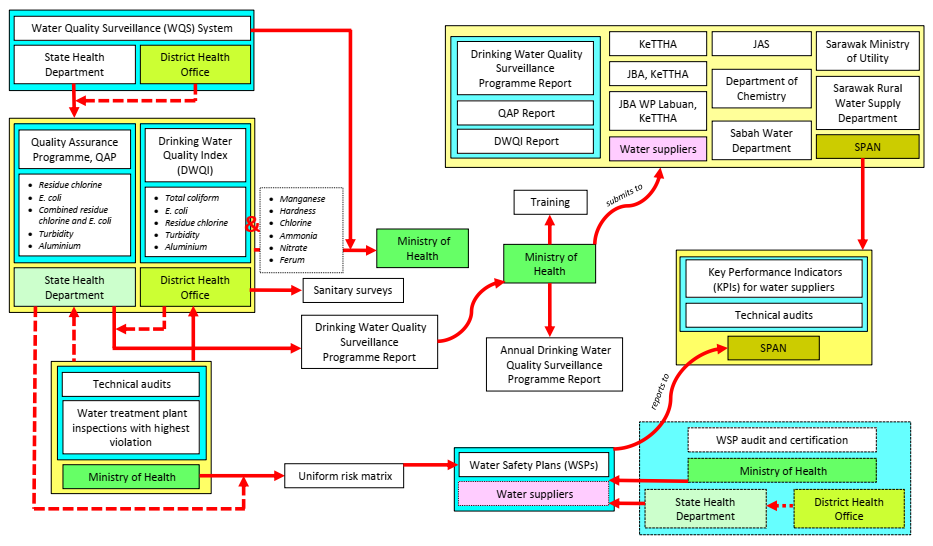 Water Quality Surveillance (WQS) System
State Health
Department
District Health
Office
Quality Assurance
Programme, QAP
• Residue chlorine
• E. coli
• Combined residue
chlorine and E. coli
• Turbidity
• Aluminium
Drinking Water
Quality Index
(DWQI)
• Total coliform
• E. coli
• Residue chlorine
• Turbidity
• Aluminium
&
• Manganese
• Hardness
• Chlorine
• Ammonia
• Nitrate
• Ferum
State Health
Department
District Health
Office
Ministry of
Health
Sanitary surveys
Drinking Water Quality
Surveillance
Programme Report
Training
Ministry of
Health
Annual Drinking Water
Quality Surveillance
Programme Report
submits to
Drinking Water Quality
Surveillance
Programme Report
QAP Report
DWQI Report
KeTTHA
JBA, KeTTHA
JBA WP Labuan,
KeTTHA
Water suppliers
JAS
Department of
Chemistry
Sabah Water
Department
Sarawak Ministry
of Utility
Sarawak Rural
Water Supply
Department
SPAN
Key Performance Indicators
(KPIs) for water suppliers
Technical audits
SPAN
reports to
Technical audits
Water treatment plant
inspections with highest
violation
Ministry of Health
Uniform risk matrix
Water Safety Plans (WSPs)
Water suppliers
WSP audit and certification
Ministry of Health
State Health
Department
District Health
Office